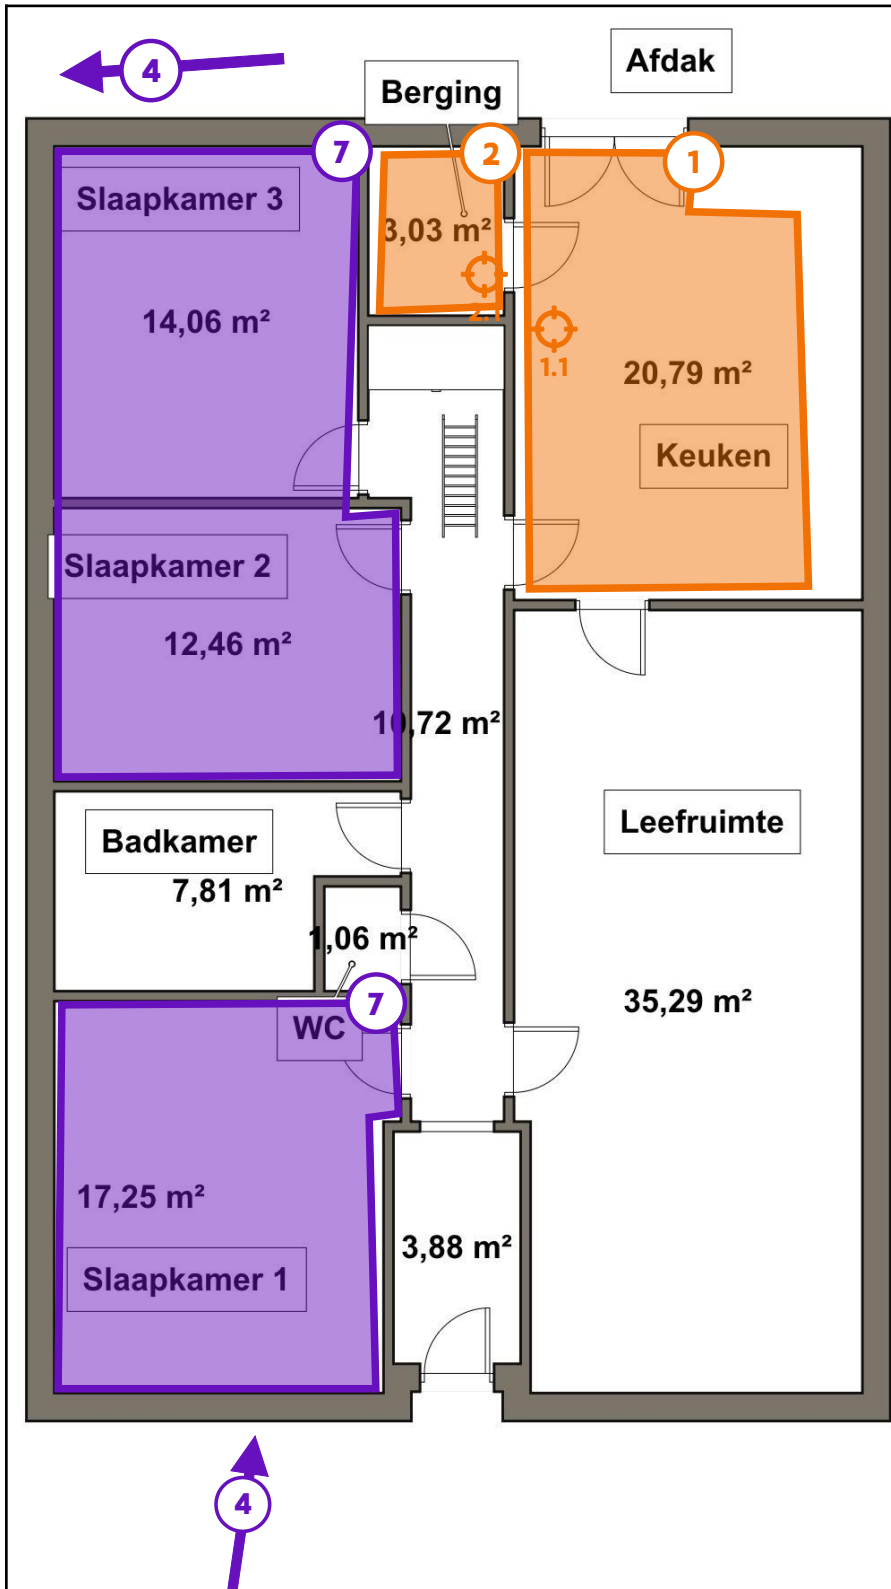 4
Afdak
Berging
7
2
1
Slaapkamer 3
3,03 m²
14,06 m²
2.1
1.1
20,79 m²
Keuken
Slaapkamer 2
12,46 m²
10,72 m²
Leefruimte
Badkamer
7,81 m²
1,06 m²
7
35,29 m²
WC
17,25 m²
3,88 m²
Slaapkamer 1
4